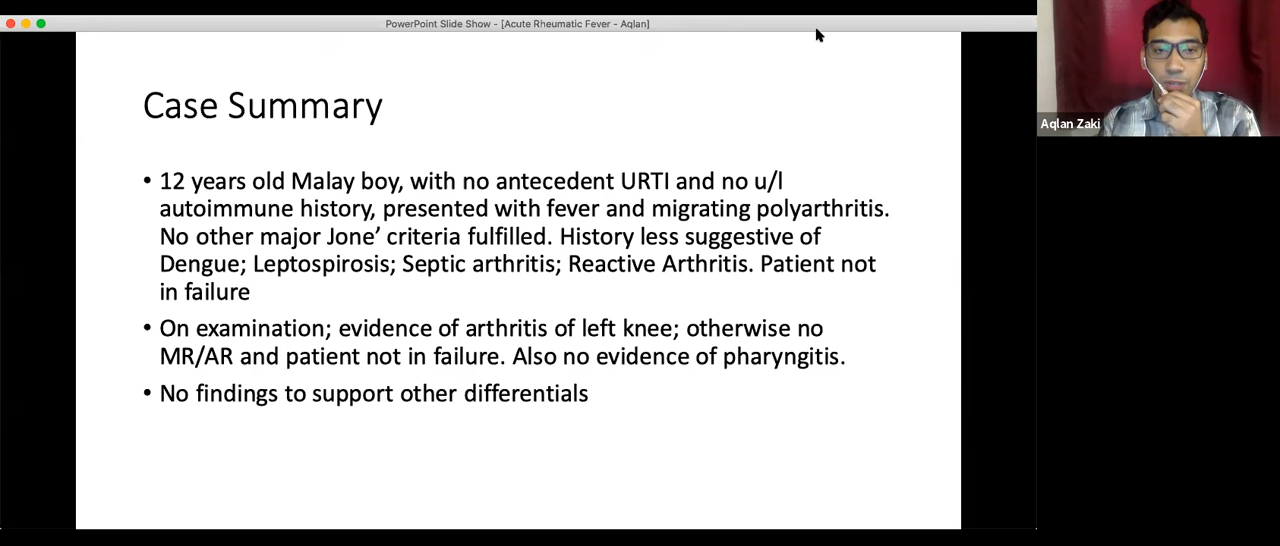 PowerPoint Slide Show - [Acute Rheumatic Fever - Aqlan]
Case Summary
• 12 years old Malay boy, with no antecedent URTI and no u/l
autoimmune history, presented with fever and migrating polyarthritis.
No other major Jone’ criteria fulfilled. History less suggestive of
Dengue; Leptospirosis; Septic arthritis; Reactive Arthritis. Patient not
in failure
• On examination; evidence of arthritis of left knee; otherwise no
MR/AR and patient not in failure. Also no evidence of pharyngitis.
• No findings to support other differentials
Aqlan Zaki